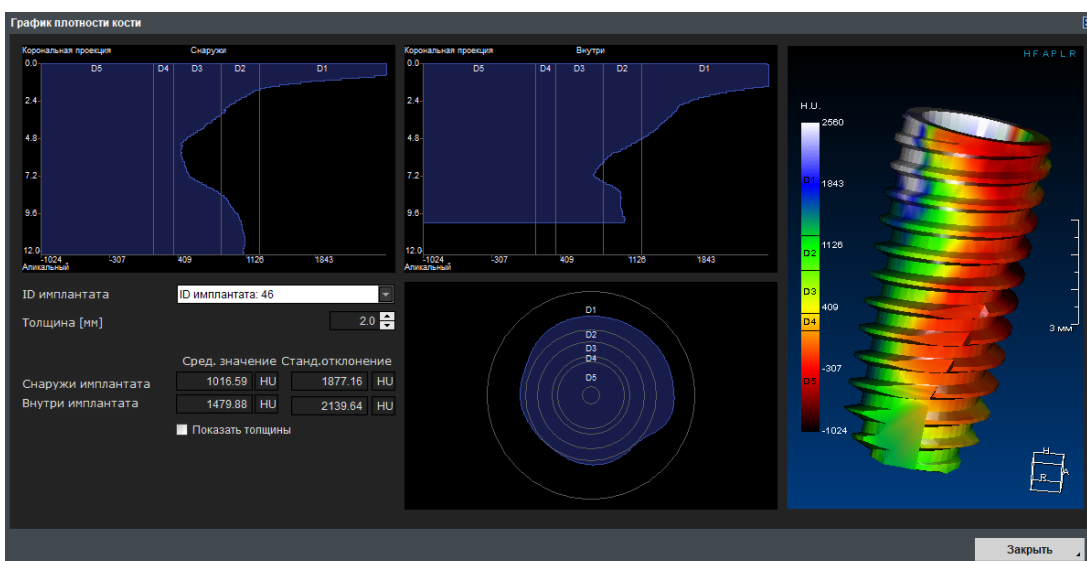 График плотности кости
Корональная проекция Снаружи
0.0 D5 D4 D3 D2 D1
2.4
4.8
7.2
9.6
12.0
-1024 -307 409 1126 1843
Апикальный
Корональная проекция Внутри
0.0 D5 D4 D3 D2 D1
2.4
4.8
7.2
9.6
12.0
-1024 -307 409 1126 1843
Апикальный
ID имплантата ID имплантата: 46
Толщина [мм] 2.0
Сред. значение Станд.отклонение
Снаружи имплантата 1016.59 HU 1877.16 HU
Внутри имплантата 1479.88 HU 2139.64 HU
Показать толщины
D1
D2
D3
D4
D5
H F A P L R
H.U.
2560
D1 1843
D2 1126
D3
409
D4
-307
D5
-1024
3 мм
H
R A
Закрыть